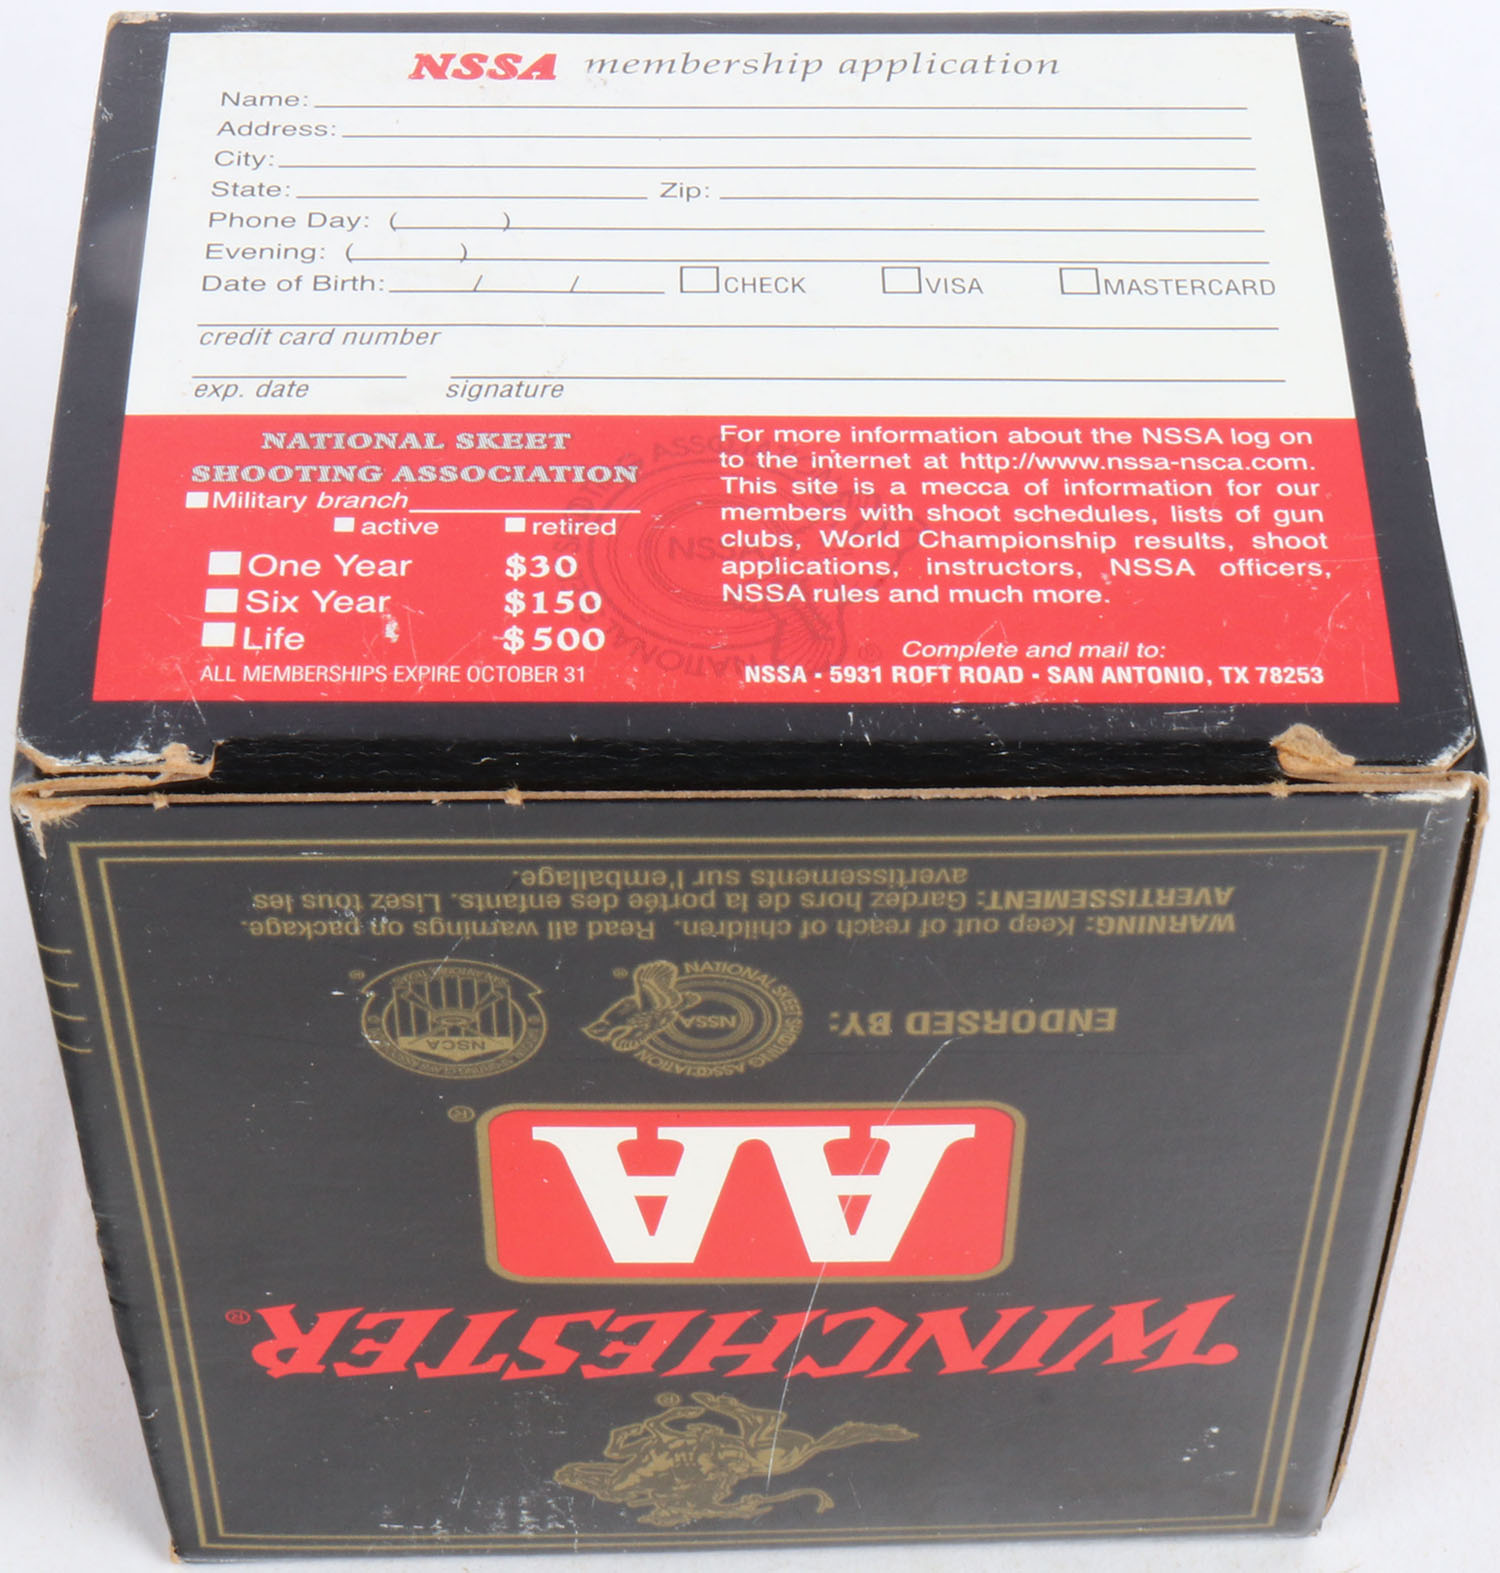 NSSA membership application
Name:
Address:
City:
State: Zip:
Phone Day: ( )
Evening: ( )
Date of Birth: / / CHECK VISA MASTERCARD
credit card number
exp. date signature
NATIONAL SKEET
SHOOTING ASSOCIATION
Military branch
active retired
One Year $30
Six Year $150
Life $500
ALL MEMBERSHIPS EXPIRE OCTOBER 31
For more information about the NSSA log on
to the internet at http://www.nssa-nsca.com.
This site is a mecca of information for our
members with shoot schedules, lists of gun
clubs, World Championship results, shoot
applications, instructors, NSSA officers,
NSSA rules and much more.
Complete and mail to:
NSSA - 5931 ROFT ROAD - SAN ANTONIO, TX 78253
NATIONAL
NSSA
®
®
WINCHESTER®
AA®
ENDORSED BY:
NATIONAL SKEET SHOOTING ASSOCIATION
NSSA
®
NSCA
®
WARNING: Keep out of reach of children. Read all warnings on package.
AVERTISSEMENT: Gardez hors de la portée des enfants. Lisez tous les
avertissements sur l'emballage.